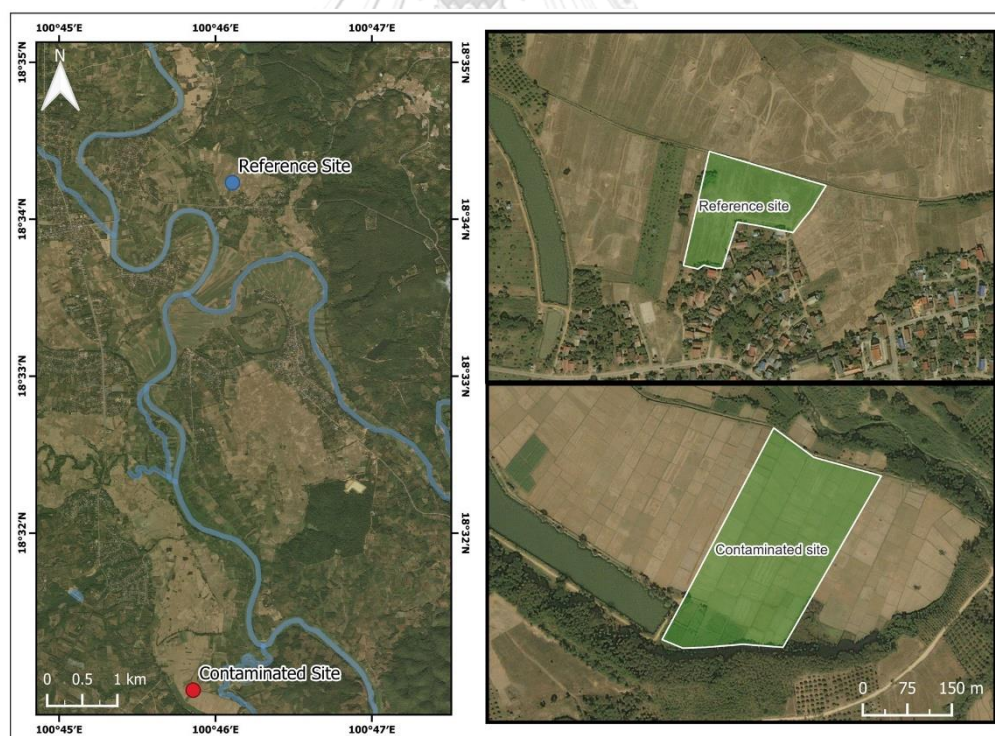 100°45'E 100°46'E 100°47'E
18°35'N 18°35'N
N
Reference Site
18°34'N 18°34'N
18°33'N 18°33'N
18°32'N 18°32'N
Contaminated Site
0 0.5 1 km
100°45'E 100°46'E 100°47'E
Reference site
Contaminated site
0 75 150 m